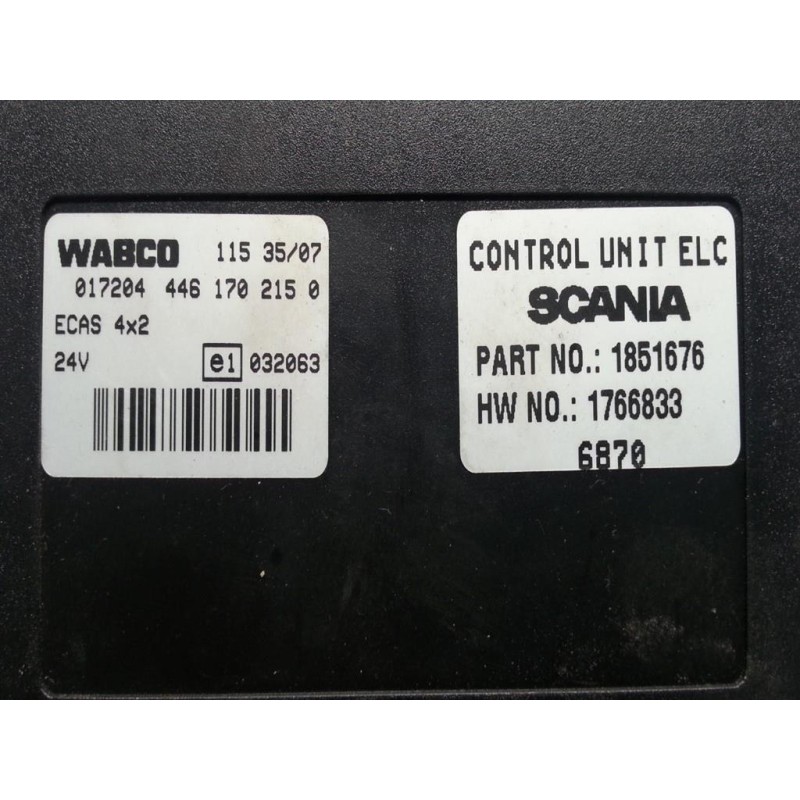 WABCO 115 35/07
017204 446 170 215 0
ECAS 4x2
24V e1 032063
CONTROL UNIT ELC
SCANIA
PART NO.: 1851676
HW NO.: 1766833
6870